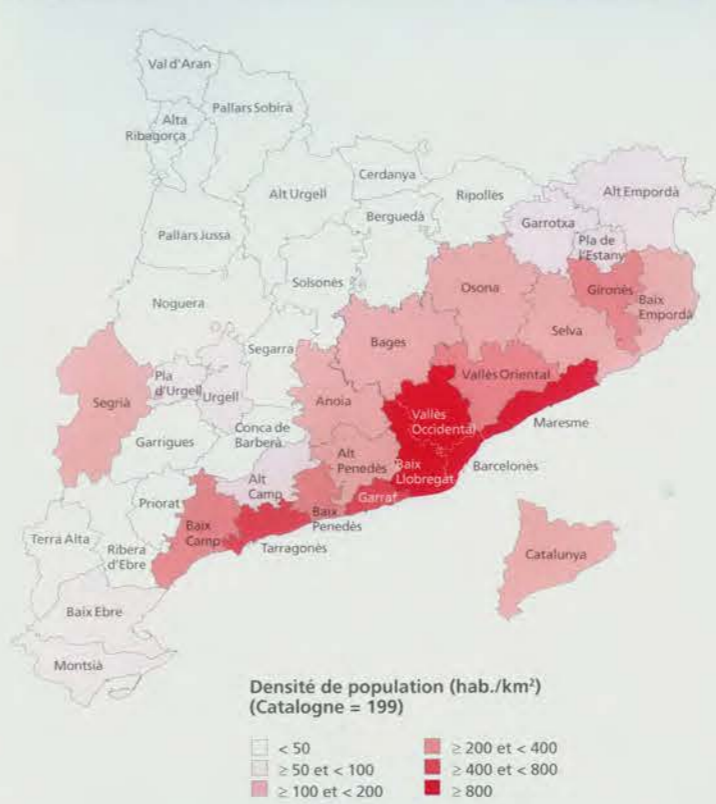 Val d'Aran
Pallars Sobirà
Alta
Ribagorça
Cerdanya
Alt Urgell
Ripollès
Alt Empordà
Berguedà
Garrotxa
Pallars Jussà
Pla de
l'Estany
Solsonès
Osona
Gironès
Noguera
Baix
Empordà
Bages
Selva
Segarra
Pla
d'Urgell
Vallès Oriental
Segrià
Urgell
Anoia
Vallès
Occidental
Maresme
Garrigues
Conca de
Barberà
Alt
Penedès
Baix
Llobregat
Barcelonès
Alt
Camp
Garraf
Priorat
Baix
Penedès
Baix
Camp
Terra Alta
Ribera
d'Ebre
Tarragonès
Catalunya
Baix Ebre
Montsià
Densité de population (hab./km²)
(Catalogne = 199)
< 50
≥ 50 et < 100
≥ 100 et < 200
≥ 200 et < 400
≥ 400 et < 800
≥ 800